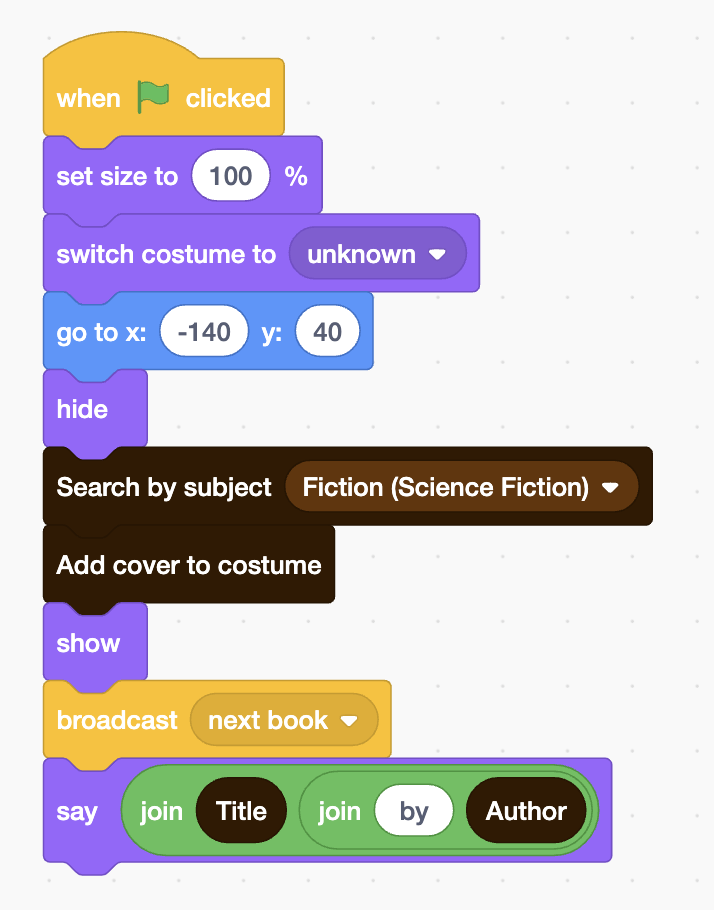 when clicked
set size to 100 %
switch costume to unknown
go to x: -140 y: 40
hide
Search by subject Fiction (Science Fiction)
Add cover to costume
show
broadcast next book
say join Title join by Author